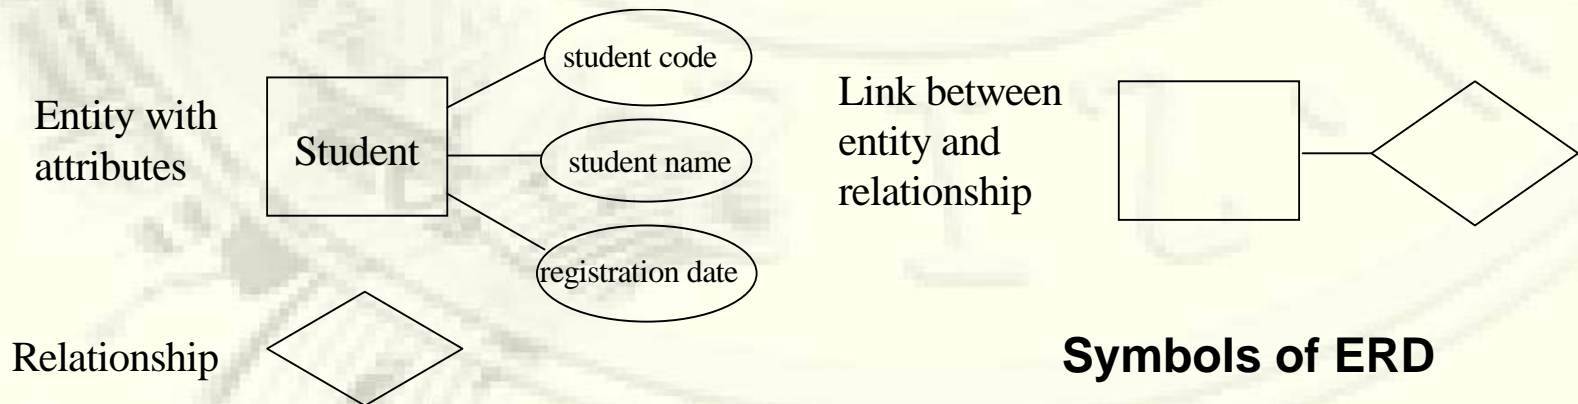 Entity with
attributes
Student
student code
student name
registration date
Link between
entity and
relationship
Relationship
Symbols of ERD